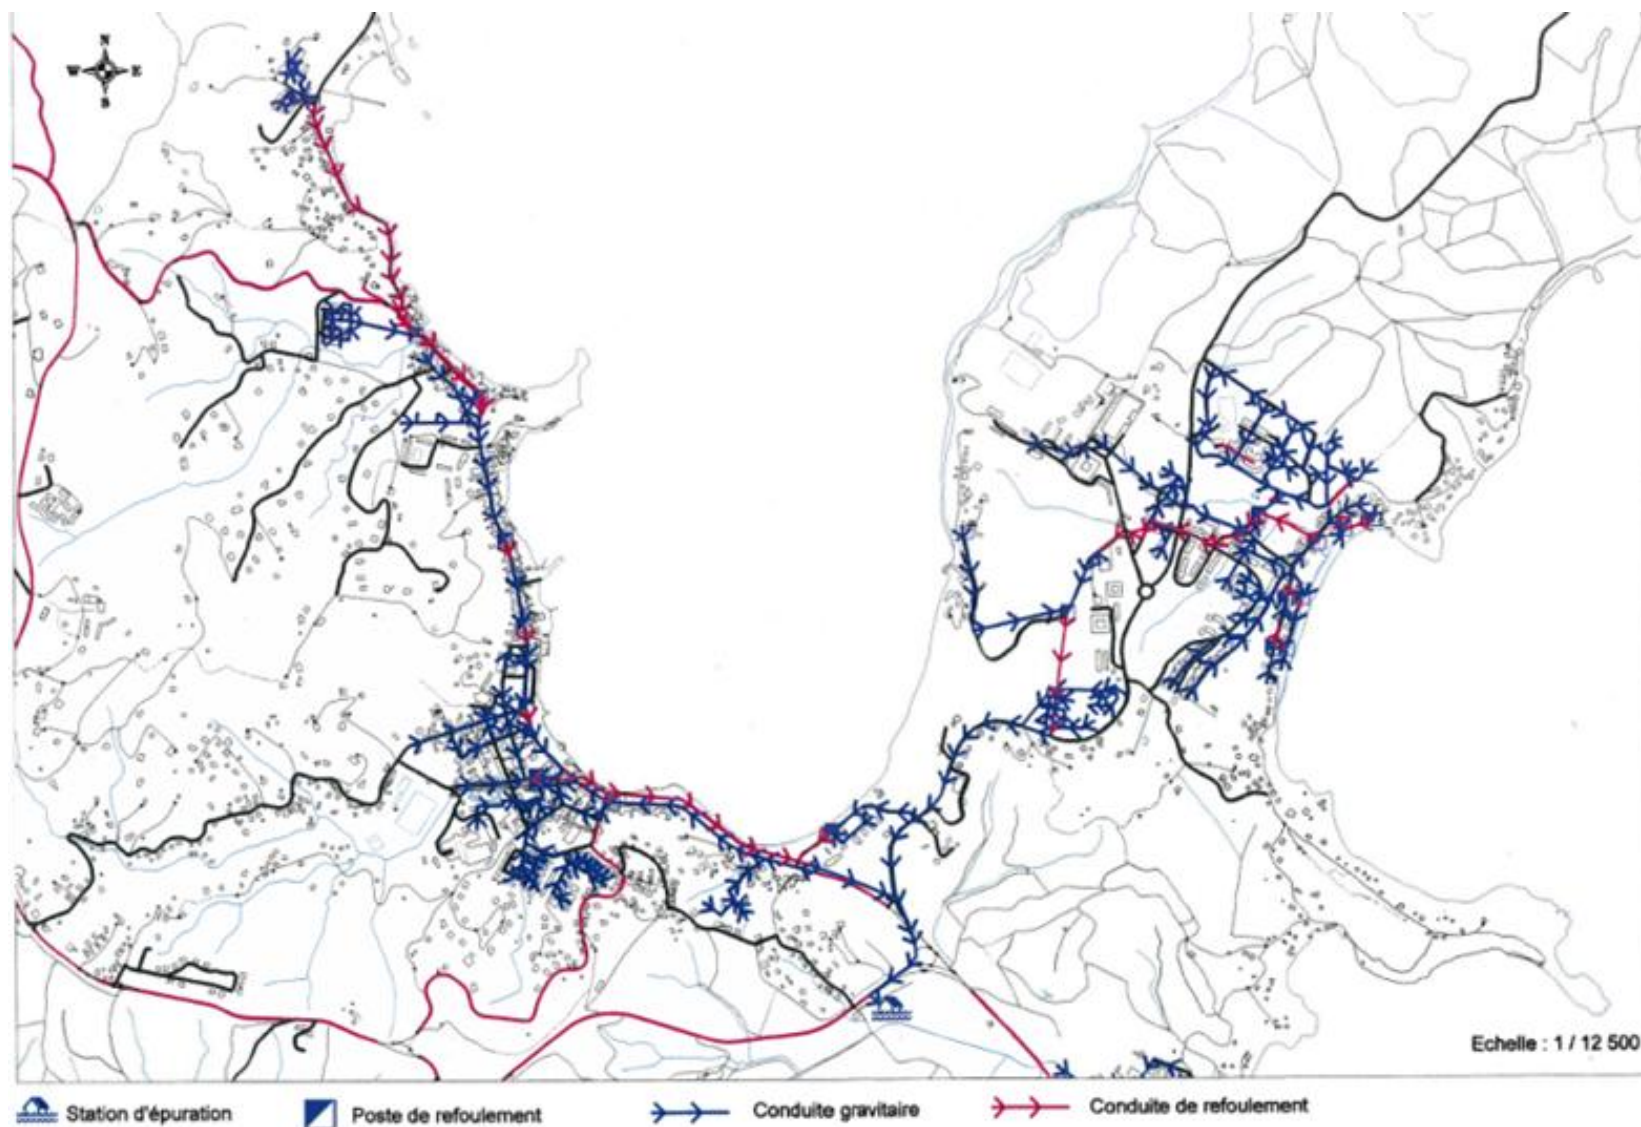 N
W E
S
Echelle : 1 / 12 500
Station d'épuration
Poste de refoulement
Conduite gravitaire
Conduite de refoulement